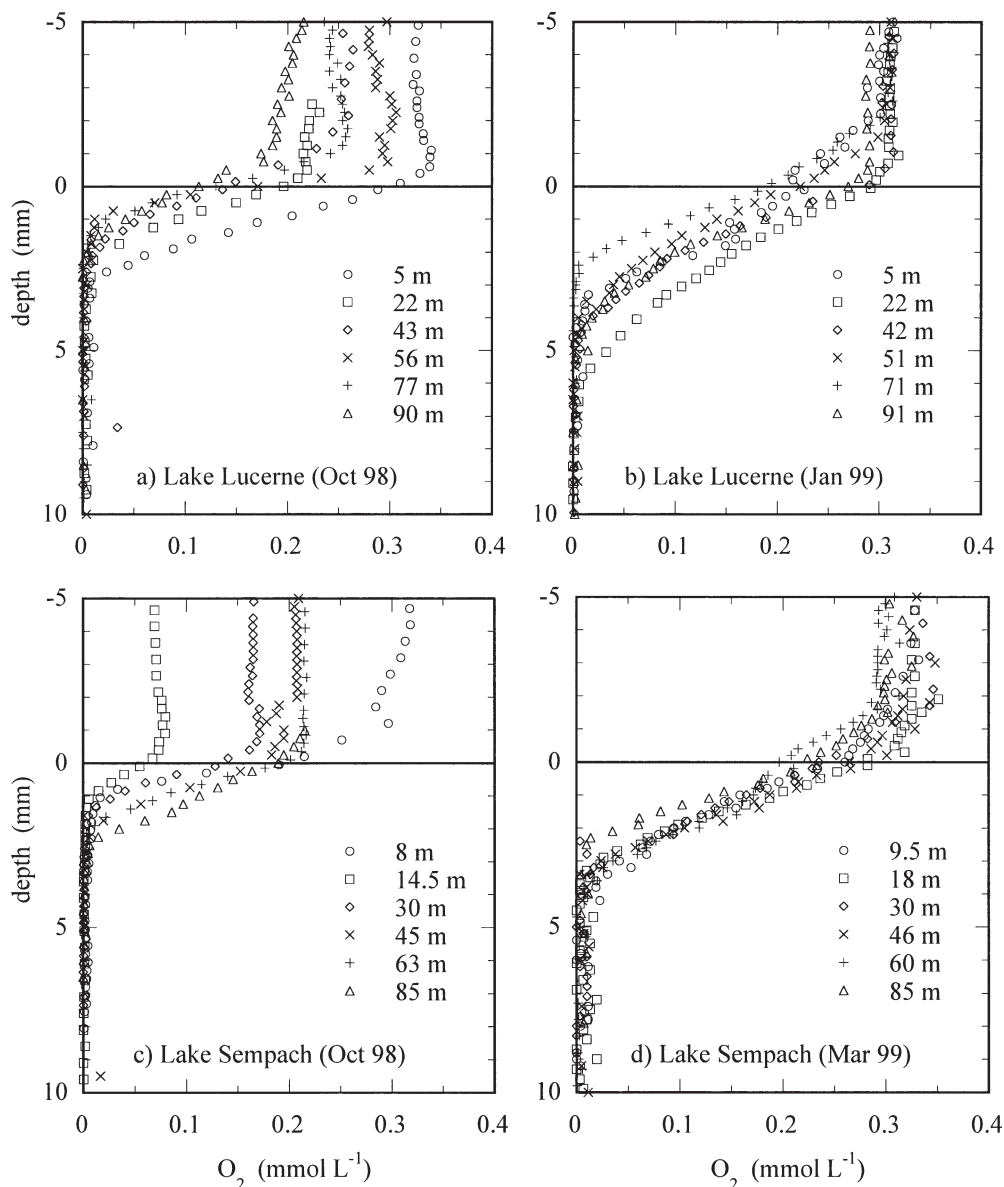 -5
0
5
10
depth (mm)
5 m
22 m
43 m
56 m
77 m
90 m
a) Lake Lucerne (Oct 98)
0
0.1
0.2
0.3
0.4
-5
0
5
10
5 m
22 m
42 m
51 m
71 m
91 m
b) Lake Lucerne (Jan 99)
0
0.1
0.2
0.3
0.4
-5
0
5
10
depth (mm)
8 m
14.5 m
30 m
45 m
63 m
85 m
c) Lake Sempach (Oct 98)
0
0.1
0.2
0.3
0.4
O₂ (mmol L⁻¹)
-5
0
5
10
9.5 m
18 m
30 m
46 m
60 m
85 m
d) Lake Sempach (Mar 99)
0
0.1
0.2
0.3
0.4
O₂ (mmol L⁻¹)